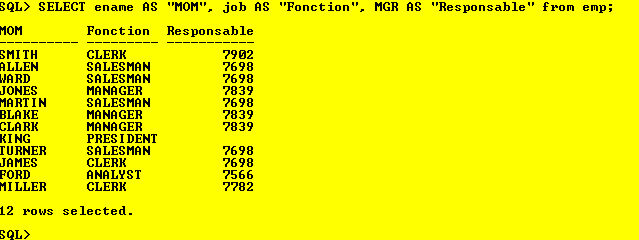 SQL> SELECT ename AS "MOM", job AS "Fonction", MGR AS "Responsable" from emp;
MOM        Fonction  Responsable
---------- --------- -----------
SMITH      CLERK            7902
ALLEN      SALESMAN         7698
WARD       SALESMAN         7698
JONES      MANAGER          7839
MARTIN     SALESMAN         7698
BLAKE      MANAGER          7839
CLARK      MANAGER          7839
KING       PRESIDENT
TURNER     SALESMAN         7698
JAMES      CLERK            7698
FORD       ANALYST          7566
MILLER     CLERK            7782
12 rows selected.
SQL>